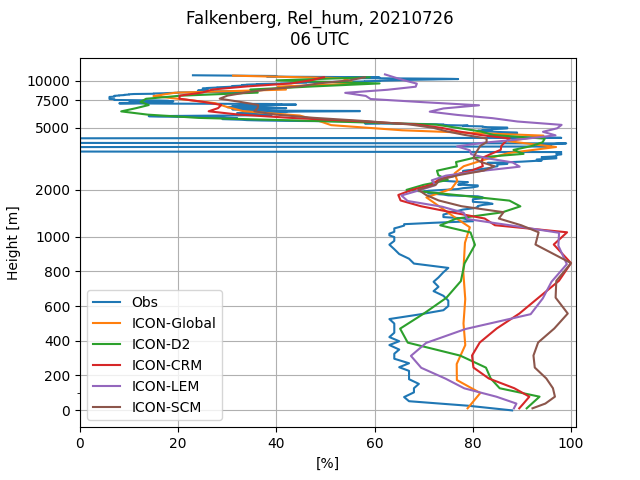 Falkenberg, Rel_hum, 20210726
06 UTC
10000
7500
5000
2000
1000
800
600
400
200
0
Height [m]
Obs
ICON-Global
ICON-D2
ICON-CRM
ICON-LEM
ICON-SCM
0 20 40 60 80 100
[%]